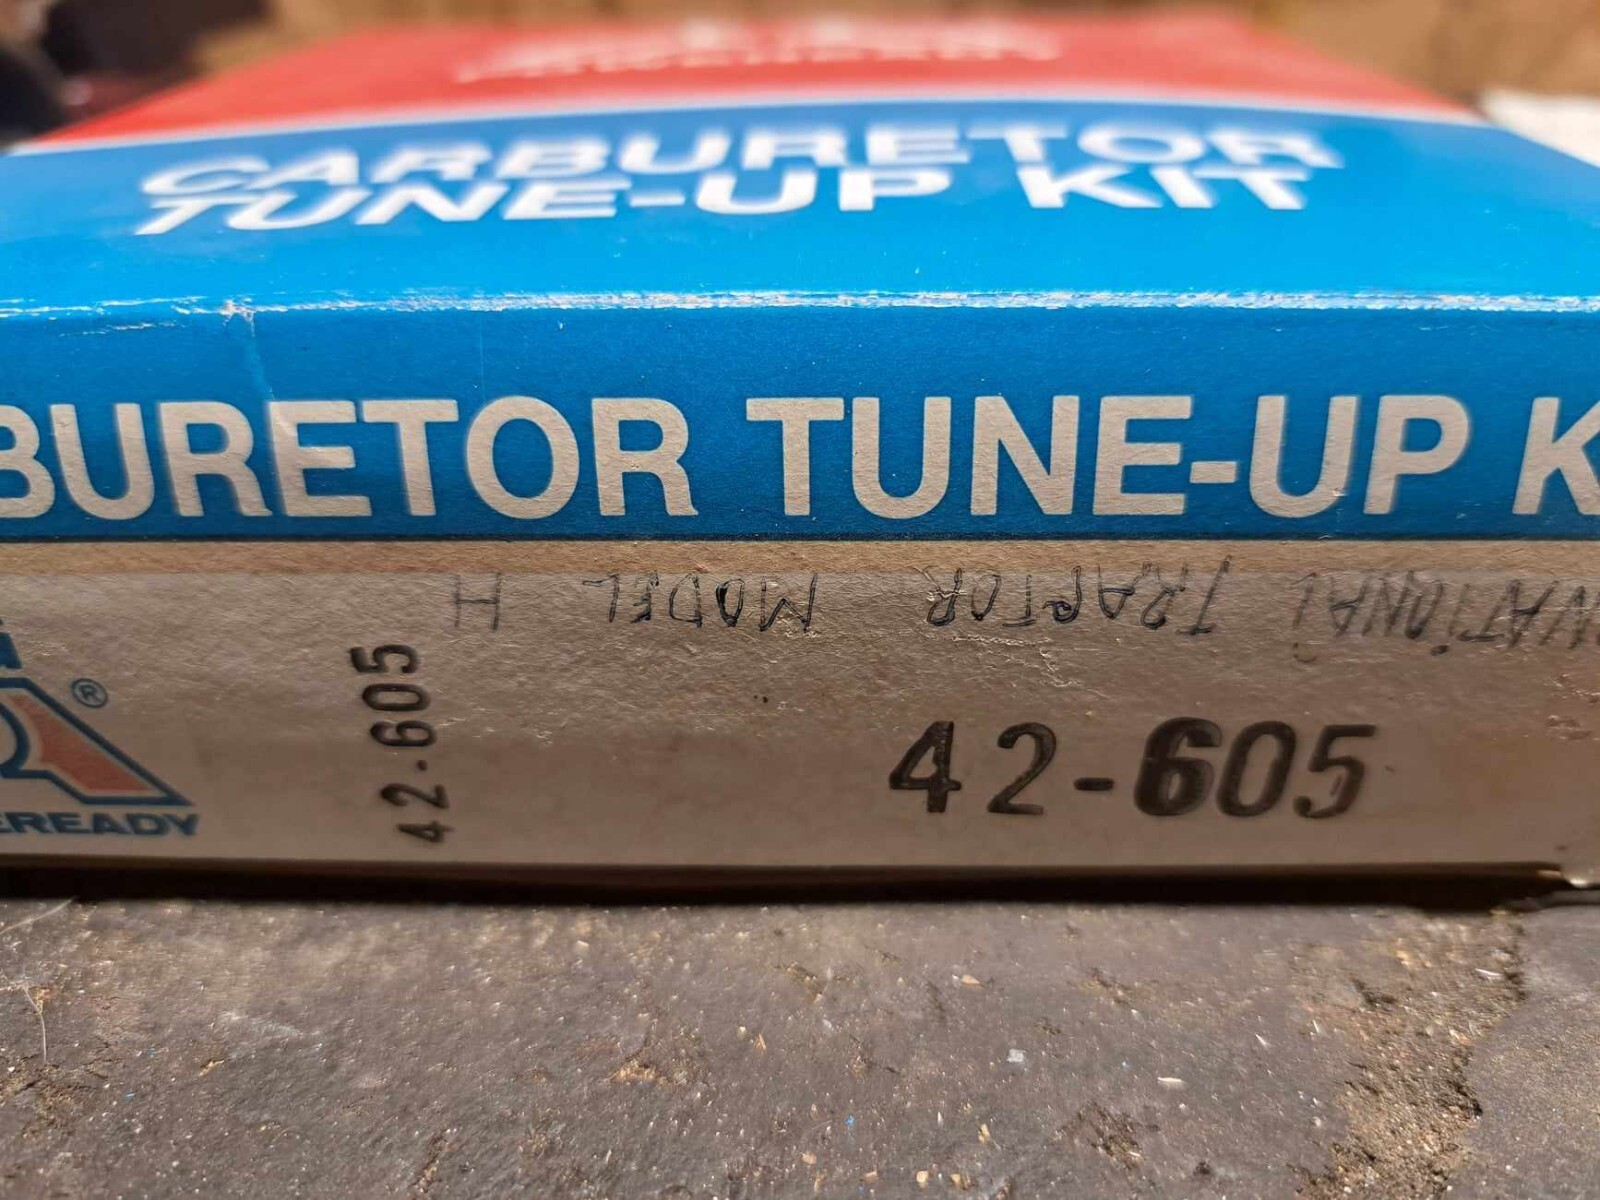 CARBURETOR
TUNE-UP KIT
BURETOR TUNE-UP K
NATIONAL TRACTOR MODEL H
®
EREADY
42-605
42-605